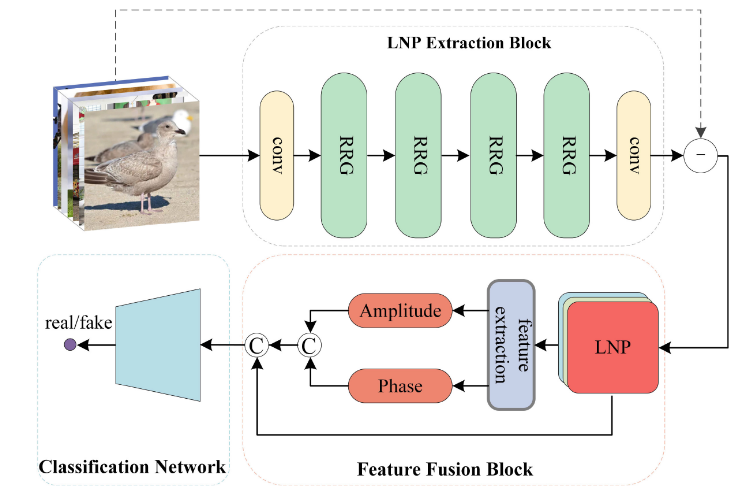 LNP Extraction Block
conv
RRG
RRG
RRG
RRG
conv
−
real/fake
C
C
Amplitude
Phase
feature
extraction
LNP
Classification Network
Feature Fusion Block